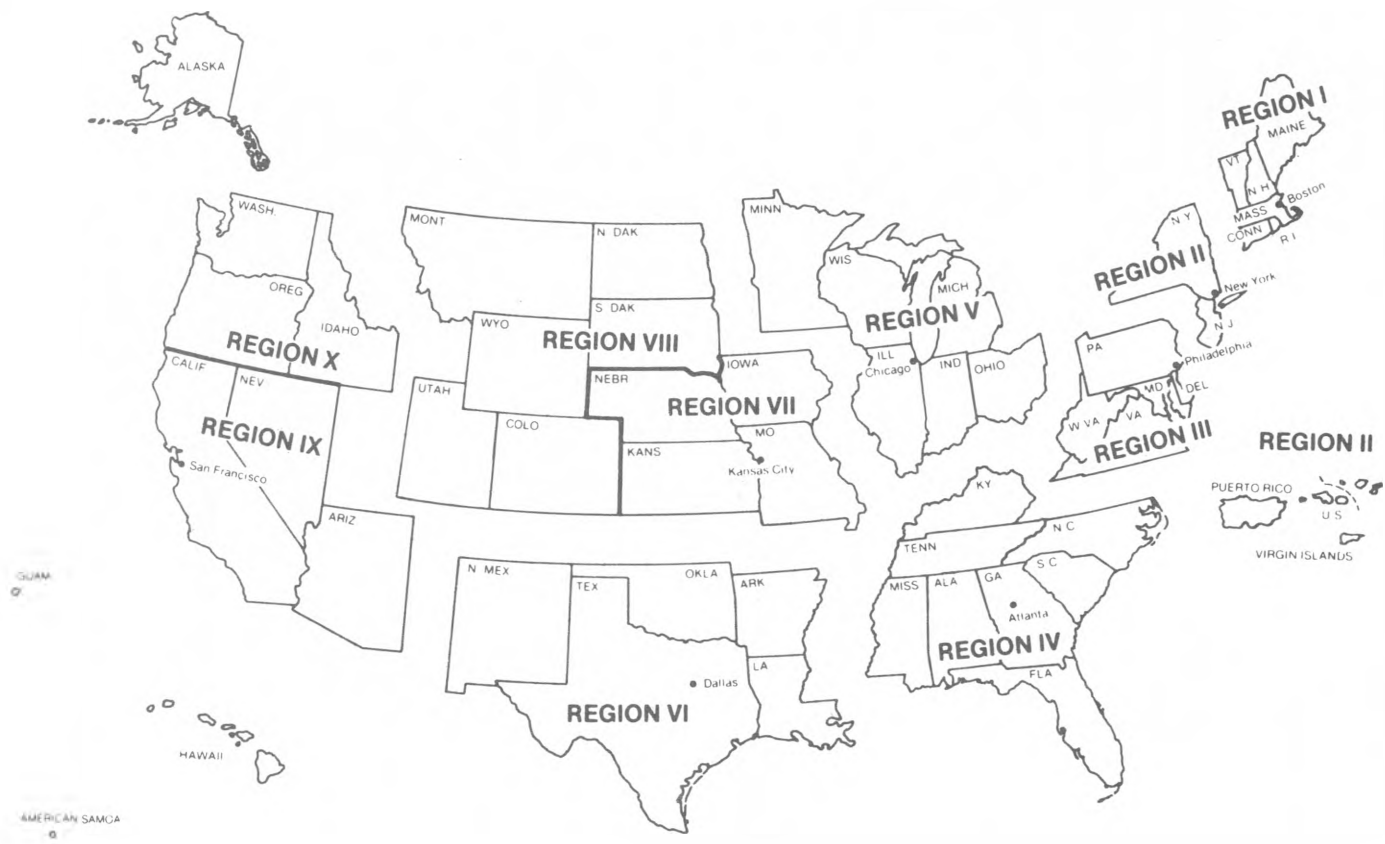 ALASKA
REGION I
MAINE
VT
N H
Boston
MASS
CONN
R I
WASH.
MONT
N DAK
MINN
N Y
WIS
REGION II
New York
MICH
OREG
IDAHO
WYO
S DAK
REGION V
N J
REGION X
REGION VIII
PA
Philadelphia
CALIF
NEV
UTAH
NEBR
IOWA
ILL
Chicago
IND
OHIO
MD
DEL
REGION VII
W VA
VA
REGION IX
COLO
MO
REGION III
REGION II
San Francisco
KANS
Kansas City
KY
PUERTO RICO
U S
VIRGIN ISLANDS
ARIZ
N C
TENN
S C
GUAM
N MEX
TEX
OKLA
ARK
MISS
ALA
GA
Atlanta
REGION IV
LA
FLA
Dallas
REGION VI
HAWAII
AMERICAN SAMOA